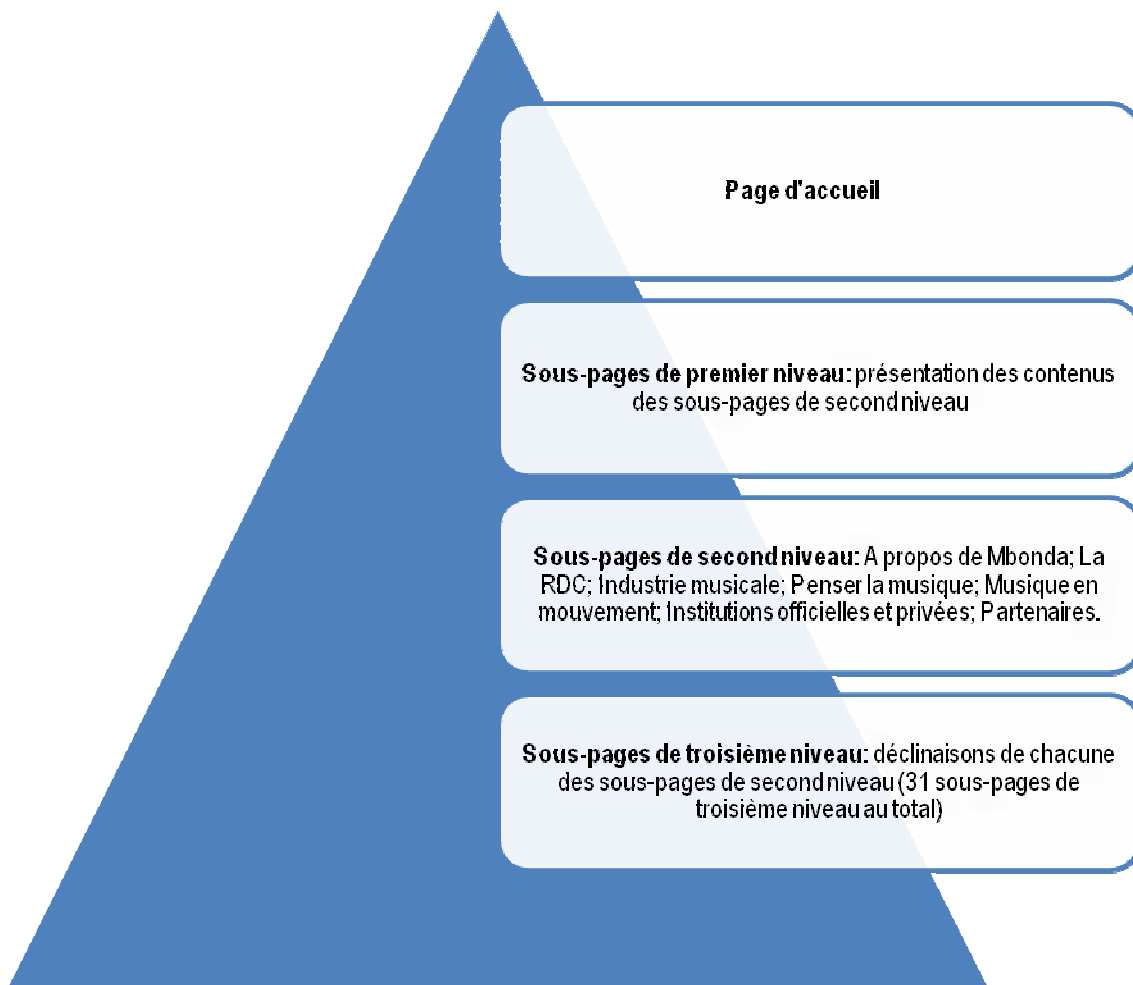 Page d'accueil
Sous-pages de premier niveau: présentation des contenus
des sous-pages de second niveau
Sous-pages de second niveau: A propos de Mbonda; La
RDC; Industrie musicale; Penser la musique; Musique en
mouvement; Institutions officielles et privées; Partenaires.
Sous-pages de troisième niveau: déclinaisons de chacune
des sous-pages de second niveau (31 sous-pages de
troisième niveau au total)